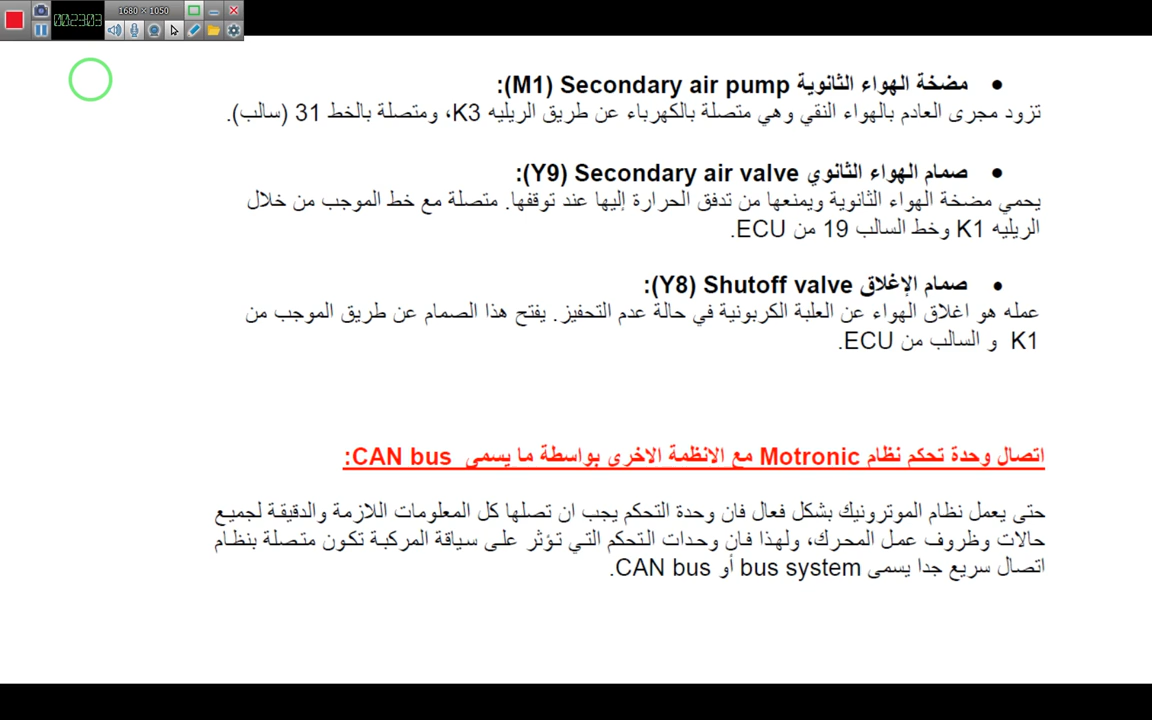 00:23:03
1680 × 1050
• مضخة الهواء الثانوية Secondary air pump (M1):
تزود مجرى العادم بالهواء النقي وهي متصلة بالكهرباء عن طريق الريليه K3، ومتصلة بالخط 31 (سالب).
• صمام الهواء الثانوي Secondary air valve (Y9):
يحمي مضخة الهواء الثانوية ويمنعها من تدفق الحرارة إليها عند توقفها. متصلة مع خط الموجب من خلال
الريليه K1 وخط السالب 19 من ECU.
• صمام الإغلاق Shutoff valve (Y8):
عمله هو اغلاق الهواء عن العلبة الكربونية في حالة عدم التحفيز. يفتح هذا الصمام عن طريق الموجب من
K1 و السالب من ECU.
اتصال وحدة تحكم نظام Motronic مع الانظمة الاخرى بواسطة ما يسمى CAN bus:
حتى يعمل نظام الموترونيك بشكل فعال فان وحدة التحكم يجب ان تصلها كل المعلومات اللازمة والدقيقة لجميع
حالات وظروف عمل المحرك، ولهذا فان وحدات التحكم التي تؤثر على سياقة المركبة تكون متصلة بنظام
اتصال سريع جدا يسمى bus system أو CAN bus.